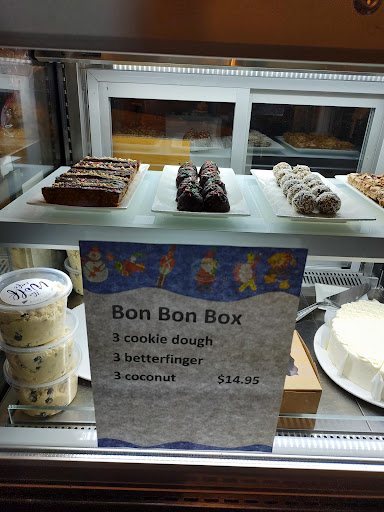 Bon Bon Box
3 cookie dough
3 betterfinger
3 coconut $14.95